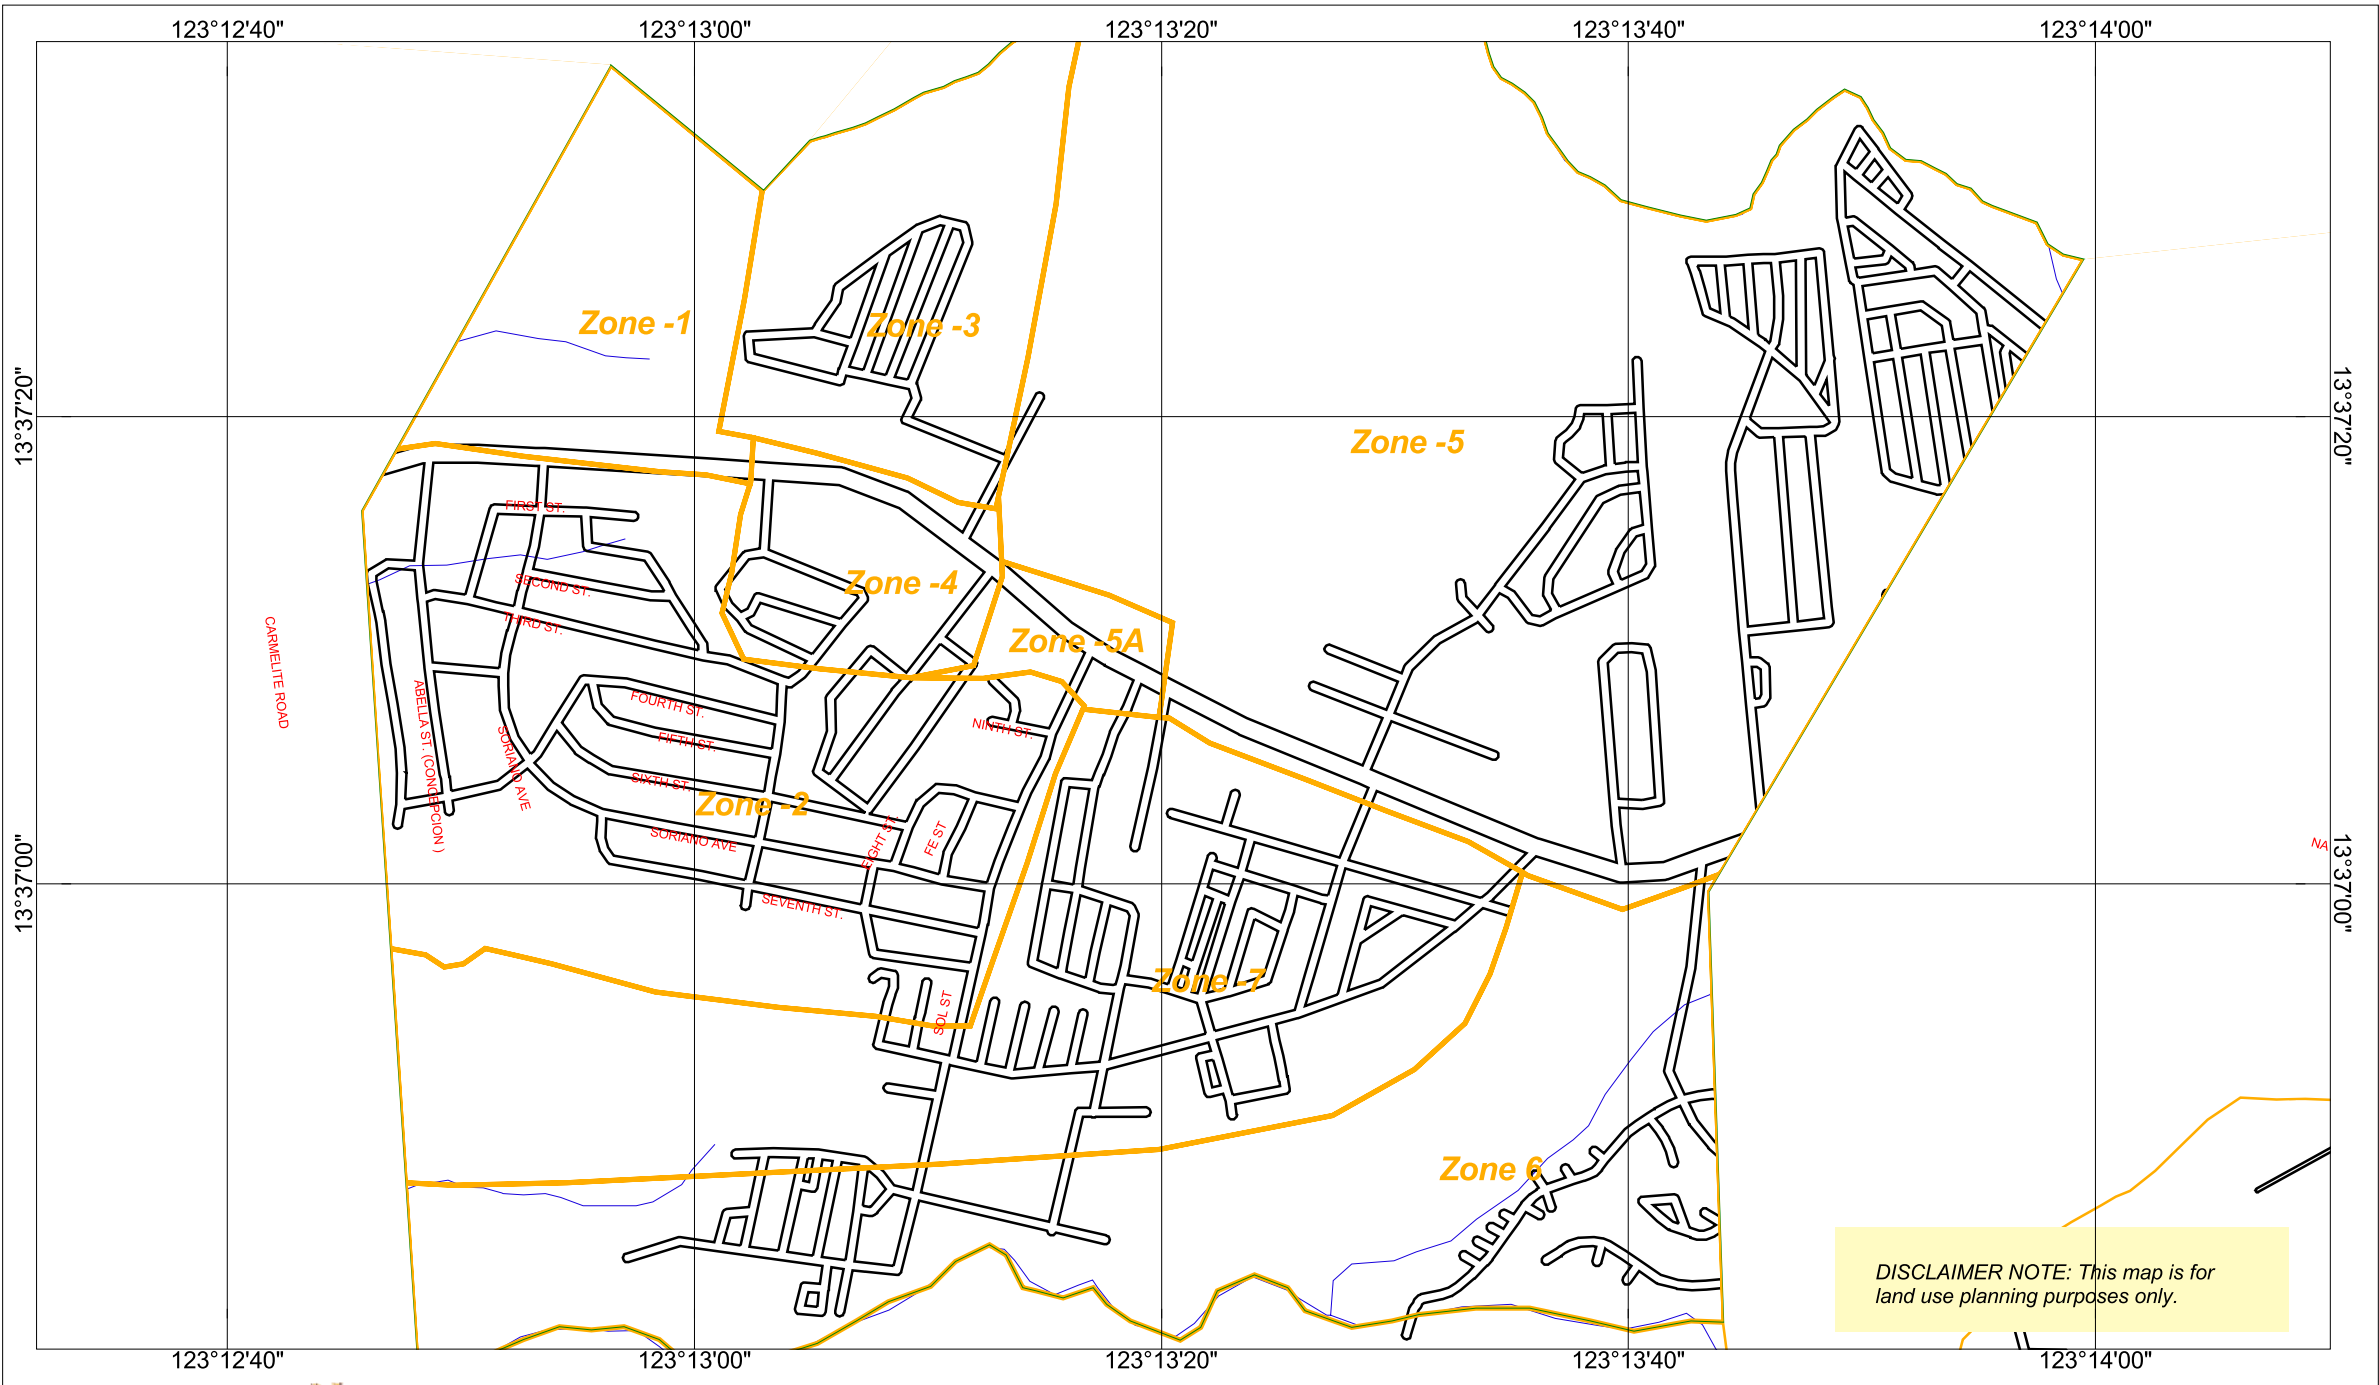 123°12'40"
123°13'00"
123°13'20"
123°13'40"
123°14'00"
Zone -1
Zone -3
13°37'20"
13°37'20"
Zone -5
FIRST ST.
SECOND ST.
Zone -4
THIRD ST.
CARMELITE ROAD
Zone -5A
ABELLA ST. (CONCEPCION )
FOURTH ST.
NINTH ST.
FIFTH ST.
SORIANO AVE
SIXTH ST.
Zone -2
SORIANO AVE
EIGHT ST.
FE ST
NA
13°37'00"
13°37'00"
SEVENTH ST.
Zone -7
SOL ST
Zone 6
DISCLAIMER NOTE: This map is for
land use planning purposes only.
123°12'40"
123°13'00"
123°13'20"
123°13'40"
123°14'00"